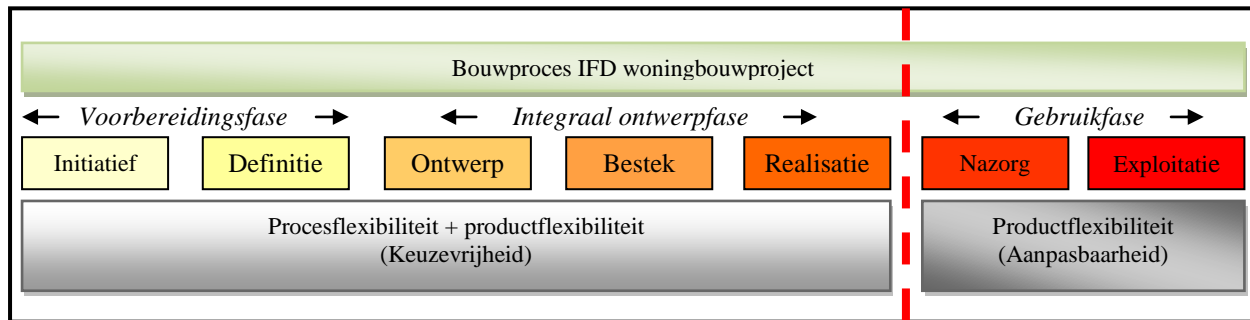 Bouwproces IFD woningbouwproject
Voorbereidingsfase
Integraal ontwerpfase
Gebruikfase
Initiatief
Definitie
Ontwerp
Bestek
Realisatie
Nazorg
Exploitatie
Procesflexibiliteit + productflexibiliteit
(Keuzevrijheid)
Productflexibiliteit
(Aanpasbaarheid)